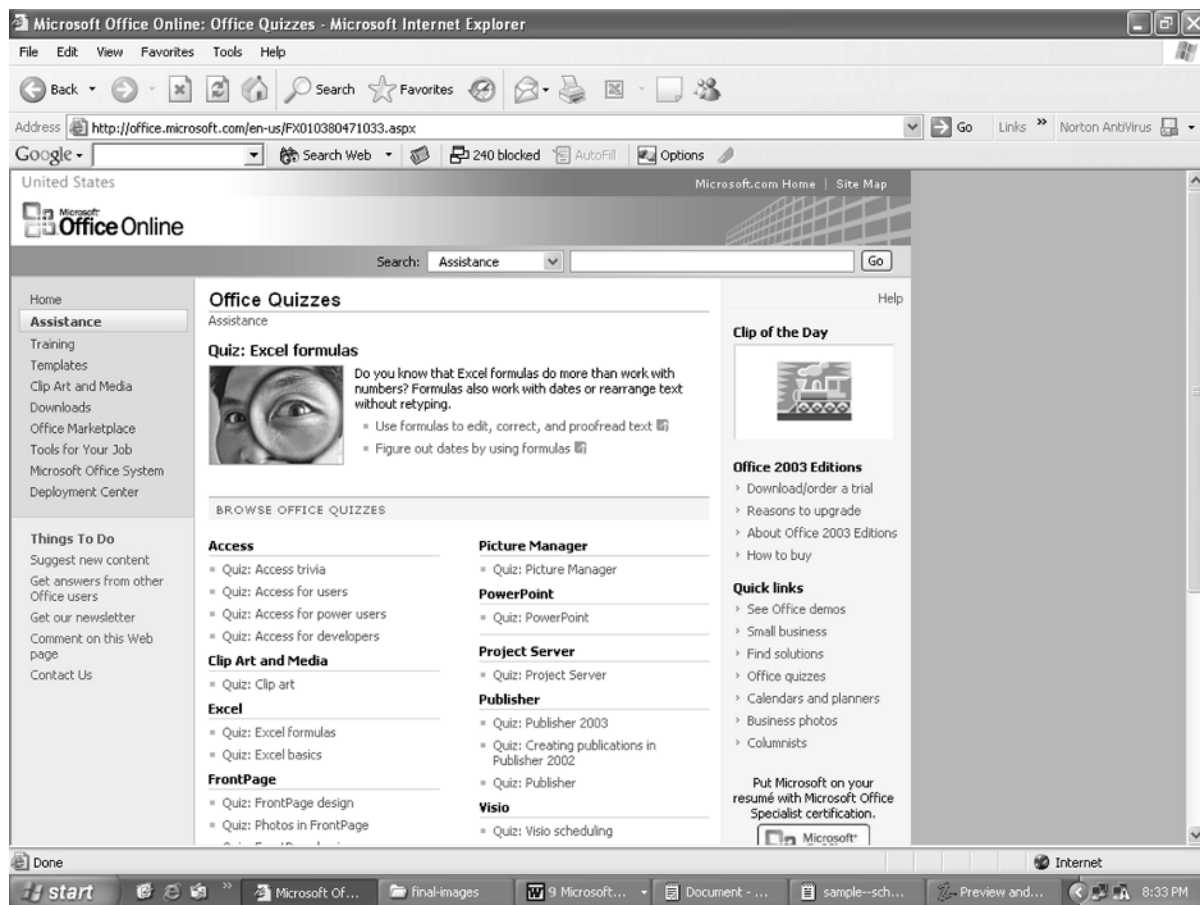 Microsoft Office Online: Office Quizzes - Microsoft Internet Explorer
File Edit View Favorites Tools Help
Back Search Favorites
Address http://office.microsoft.com/en-us/FX010380471033.aspx Go Links » Norton AntiVirus
Google Search Web 240 blocked AutoFill Options
United States
Microsoft.com Home | Site Map
Microsoft
Office Online
Search: Assistance Go
Home
Assistance
Training
Templates
Clip Art and Media
Downloads
Office Marketplace
Tools for Your Job
Microsoft Office System
Deployment Center
Things To Do
Suggest new content
Get answers from other
Office users
Get our newsletter
Comment on this Web
page
Contact Us
Office Quizzes
Assistance
Quiz: Excel formulas
Do you know that Excel formulas do more than work with
numbers? Formulas also work with dates or rearrange text
without retyping.
Use formulas to edit, correct, and proofread text
Figure out dates by using formulas
BROWSE OFFICE QUIZZES
Access
Quiz: Access trivia
Quiz: Access for users
Quiz: Access for power users
Quiz: Access for developers
Clip Art and Media
Quiz: Clip art
Excel
Quiz: Excel formulas
Quiz: Excel basics
FrontPage
Quiz: FrontPage design
Quiz: Photos in FrontPage
Picture Manager
Quiz: Picture Manager
PowerPoint
Quiz: PowerPoint
Project Server
Quiz: Project Server
Publisher
Quiz: Publisher 2003
Quiz: Creating publications in
Publisher 2002
Quiz: Publisher
Visio
Quiz: Visio scheduling
Help
Clip of the Day
Office 2003 Editions
Download/order a trial
Reasons to upgrade
About Office 2003 Editions
How to buy
Quick links
See Office demos
Small business
Find solutions
Office quizzes
Calendars and planners
Business photos
Columnists
Put Microsoft on your
resumé with Microsoft Office
Specialist certification.
Microsoft
Done Internet
start » Microsoft Of... final-images 9 Microsoft... Document - ... sample--sch... Preview and... 8:33 PM